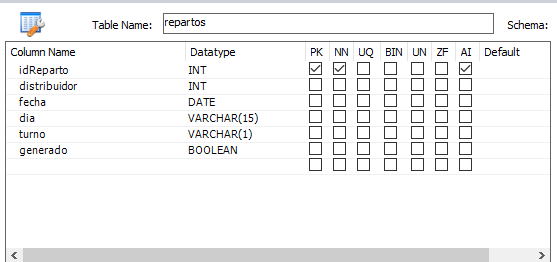 Table Name: repartos Schema:
Column Name Datatype PK NN UQ BIN UN ZF AI Default
idReparto INT
distribuidor INT
fecha DATE
dia VARCHAR(15)
turno VARCHAR(1)
generado BOOLEAN